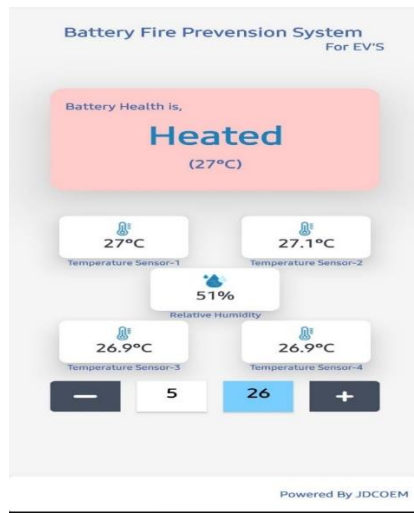 Battery Fire Prevension System
For EV'S
Battery Health is,
Heated
(27°C)
27°C
27.1°C
Temperature Sensor-1
Temperature Sensor-2
51%
Relative Humidity
26.9°C
26.9°C
Temperature Sensor-3
Temperature Sensor-4
— 5 26 +
Powered By JDCOEM